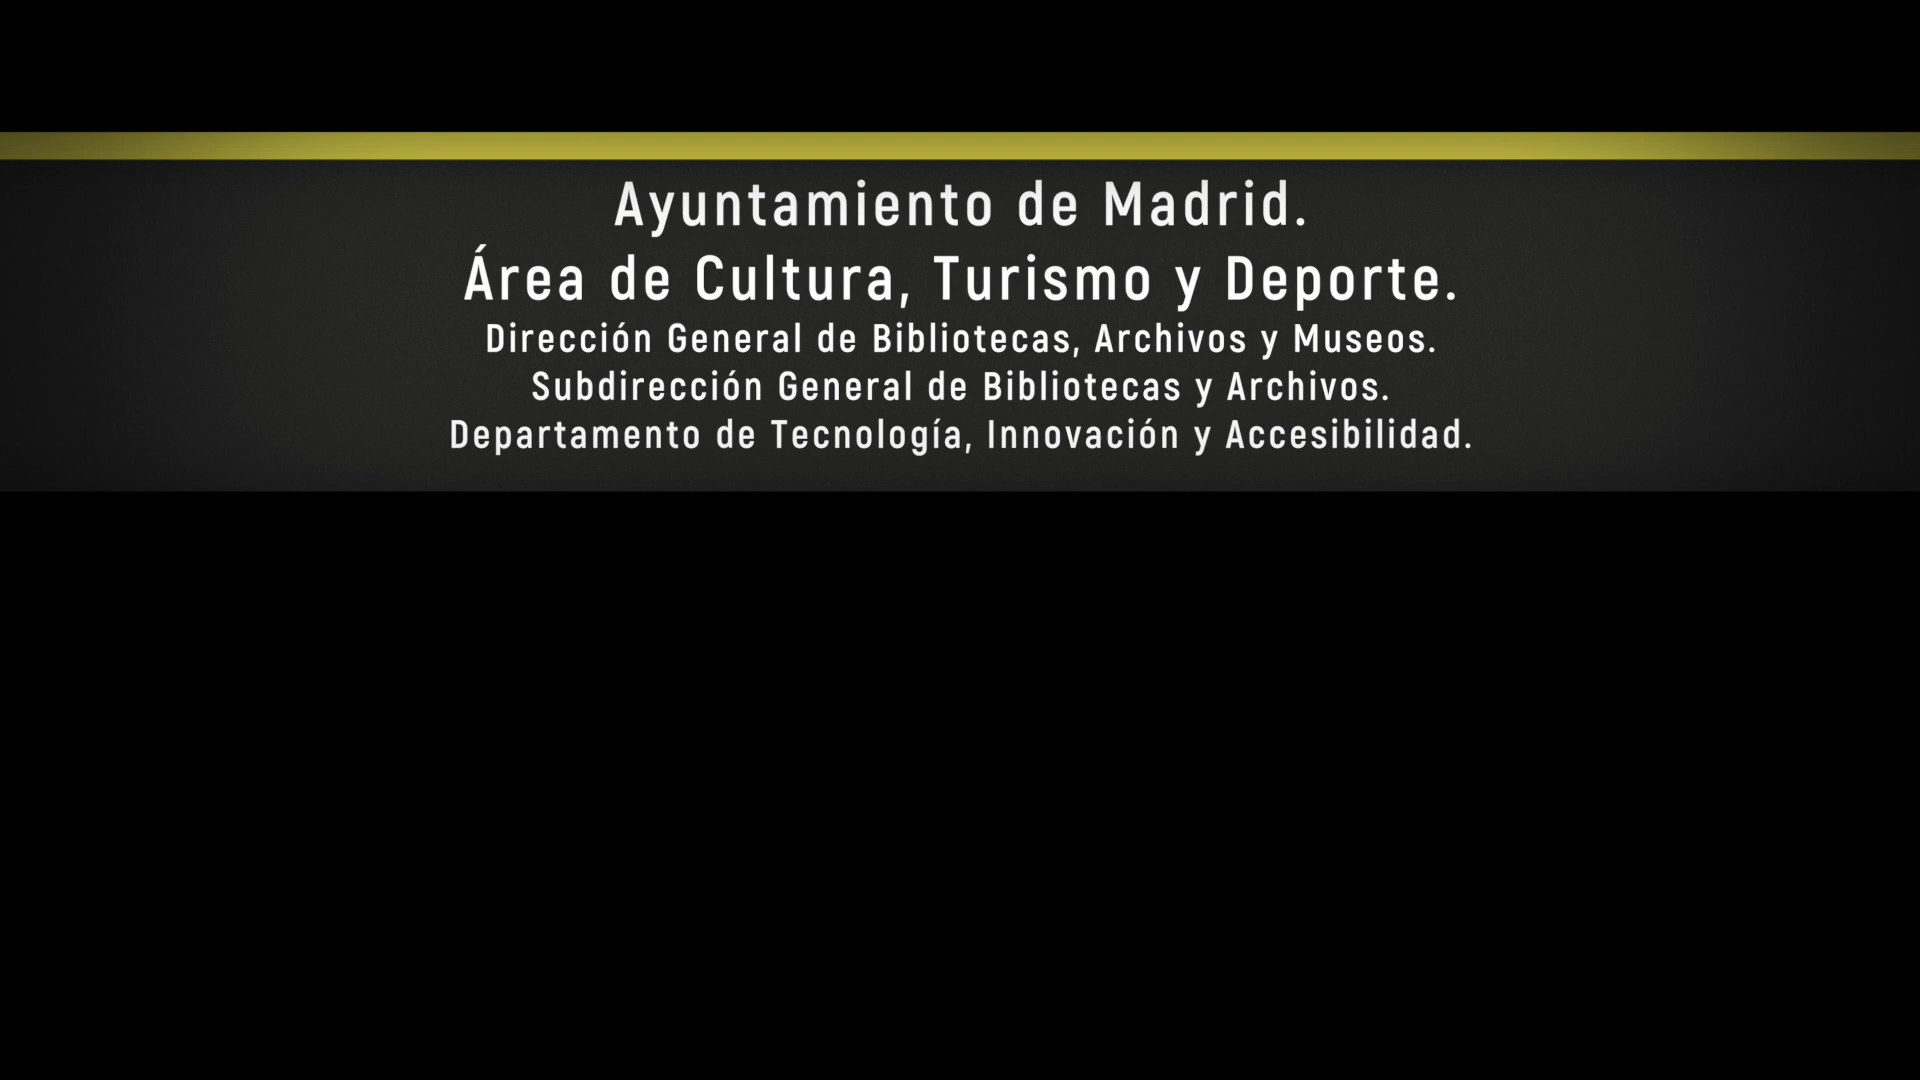 Ayuntamiento de Madrid.
Área de Cultura, Turismo y Deporte.
Dirección General de Bibliotecas, Archivos y Museos.
Subdirección General de Bibliotecas y Archivos.
Departamento de Tecnología, Innovación y Accesibilidad.